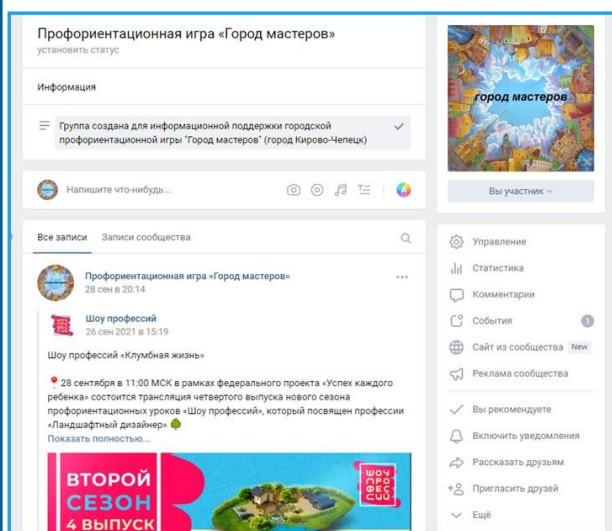 Профориентационная игра «Город мастеров»
установить статус
Информация
Группа создана для информационной поддержки городской
профориентационной игры "Город мастеров" (город Кирово-Чепецк)
Напишите что-нибудь...
Все записи Записи сообщества
Профориентационная игра «Город мастеров»
28 сен в 20:14
Шоу профессий
26 сен 2021 в 15:19
Шоу профессий «Клумбная жизнь»
28 сентября в 11:00 МСК в рамках федерального проекта «Успех каждого
ребенка» состоится трансляция четвертого выпуска нового сезона
профориентационных уроков «Шоу профессий», который посвящен профессии
«Ландшафтный дизайнер»
Показать полностью...
ВТОРОЙ
СЕЗОН
4 ВЫПУСК
ШОУ
ПРО
ФЕС
СИЙ
город мастеров
Вы участник
Управление
Статистика
Комментарии
События 1
Сайт из сообщества New
Реклама сообщества
Вы рекомендуете
Включить уведомления
Рассказать друзьям
Пригласить друзей
Ещё